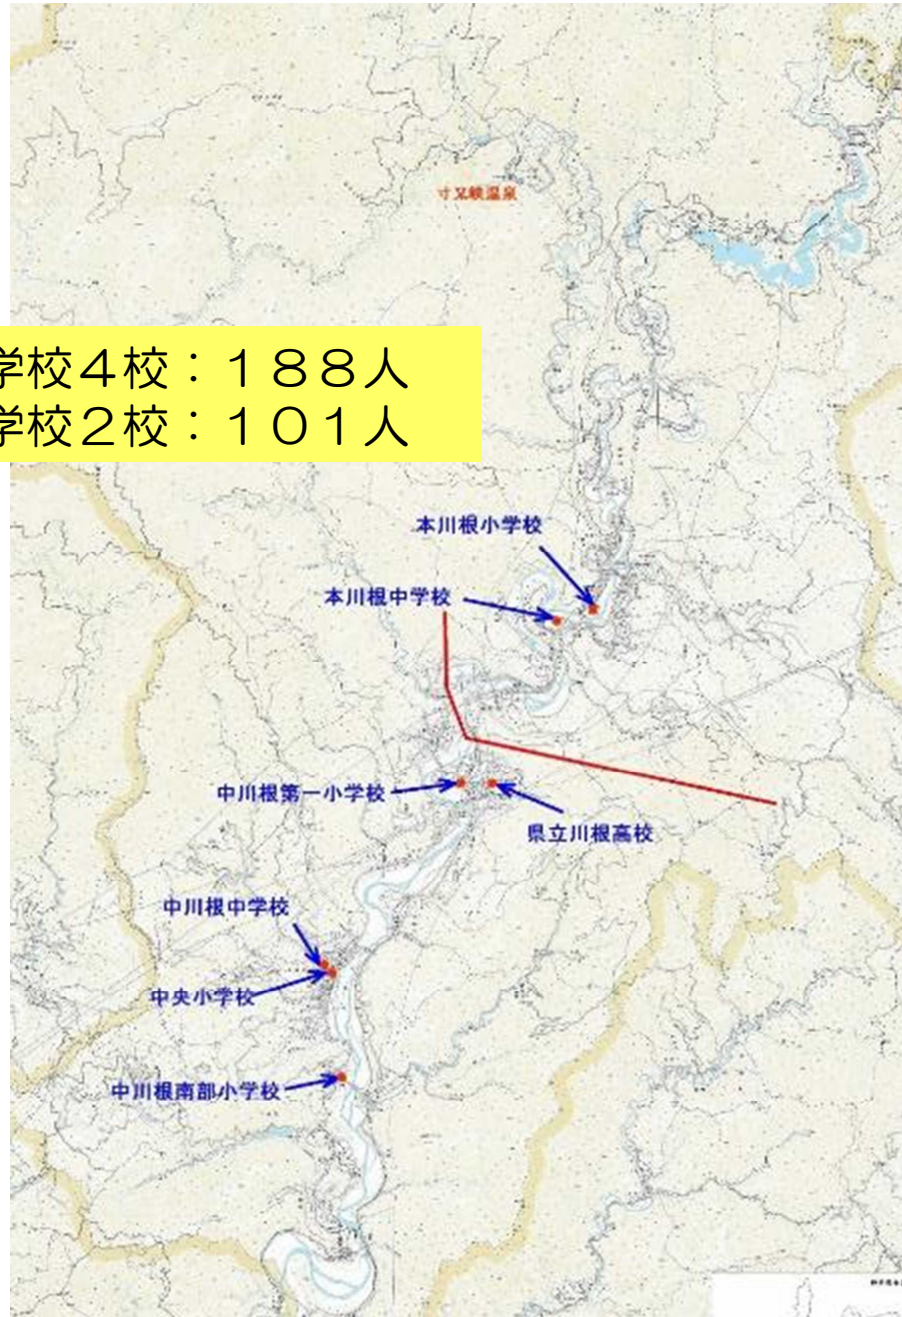 寸又峡温泉
学校４校：１８８人
学校２校：１０１人
本川根小学校
本川根中学校
中川根第一小学校
県立川根高校
中川根中学校
中央小学校
中川根南部小学校